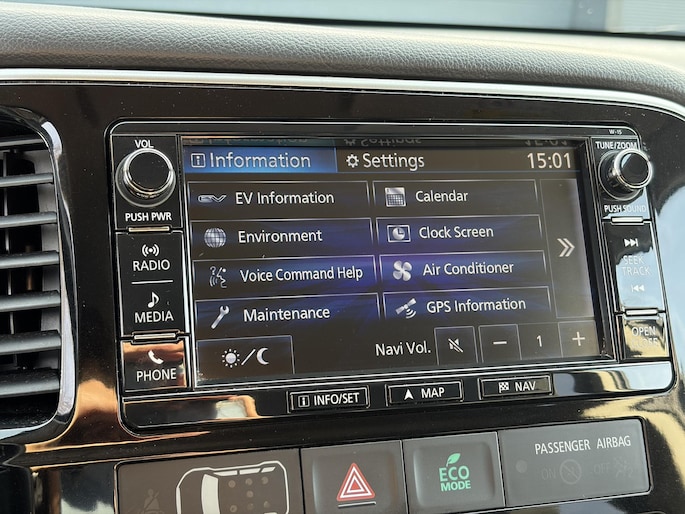 W-15
VOL
PUSH PWR
RADIO
MEDIA
PHONE
Information
Settings
15:01
EV Information
Calendar
Environment
Clock Screen
Voice Command Help
Air Conditioner
Maintenance
GPS Information
Navi Vol.
− 1 +
TUNE/ZOOM
PUSH SOUND
SEEK
TRACK
OPEN
INFO/SET
MAP
NAV
ECO
MODE
PASSENGER AIRBAG